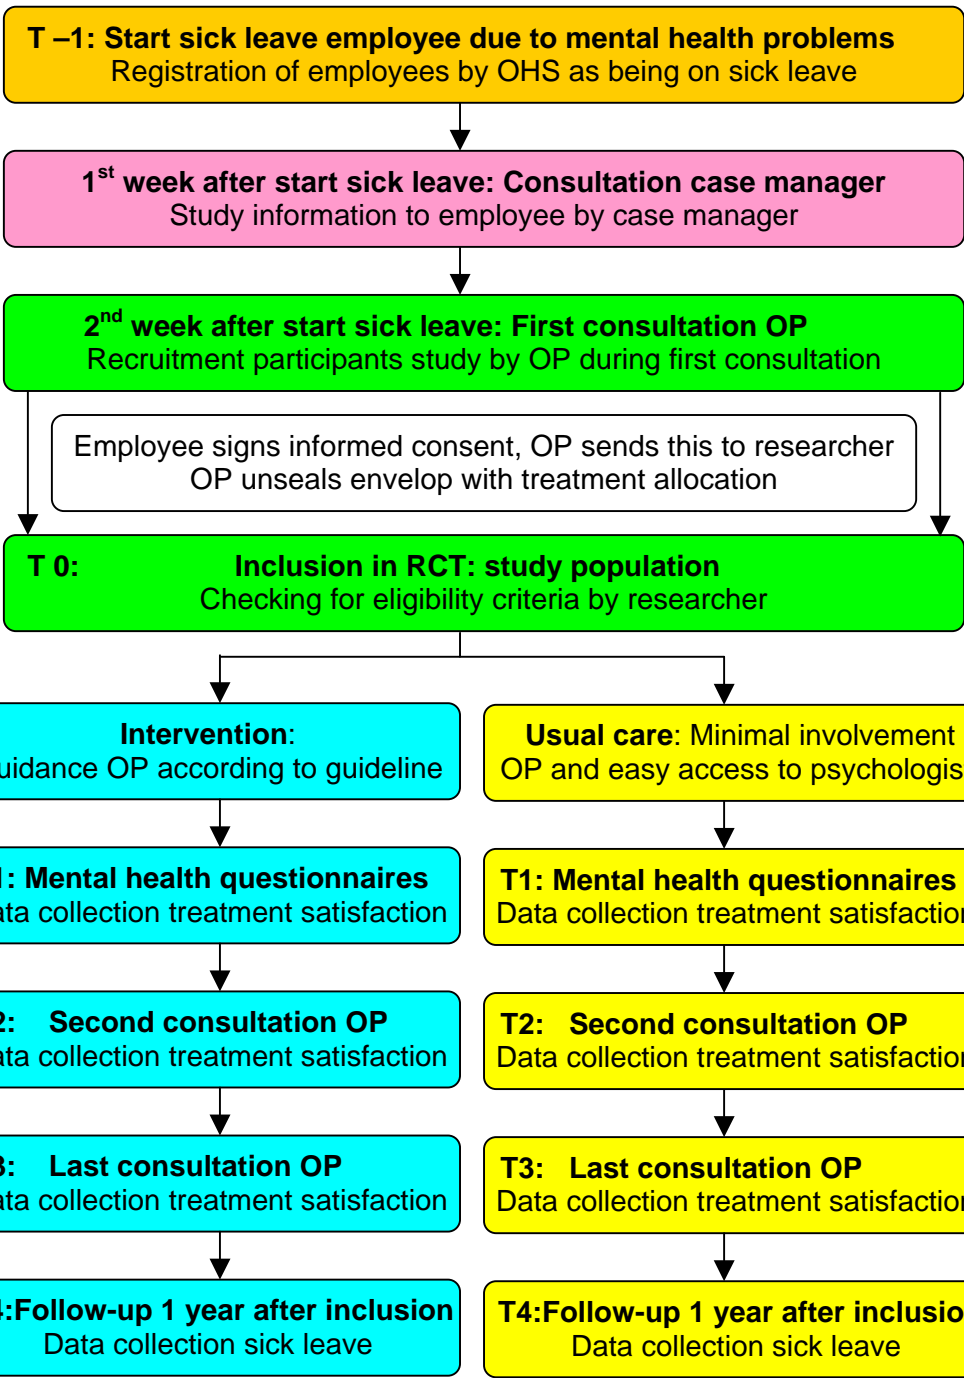 T –1: Start sick leave employee due to mental health problems
Registration of employees by OHS as being on sick leave
1st week after start sick leave: Consultation case manager
Study information to employee by case manager
2nd week after start sick leave: First consultation OP
Recruitment participants study by OP during first consultation
Employee signs informed consent, OP sends this to researcher
OP unseals envelop with treatment allocation
T 0: Inclusion in RCT: study population
Checking for eligibility criteria by researcher
Intervention:
uidance OP according to guideline
Usual care: Minimal involvement
OP and easy access to psychologis
1: Mental health questionnaires
ata collection treatment satisfaction
T1: Mental health questionnaires
Data collection treatment satisfaction
2: Second consultation OP
ata collection treatment satisfaction
T2: Second consultation OP
Data collection treatment satisfaction
3: Last consultation OP
ata collection treatment satisfaction
T3: Last consultation OP
Data collection treatment satisfaction
4:Follow-up 1 year after inclusion
Data collection sick leave
T4:Follow-up 1 year after inclusio
Data collection sick leave